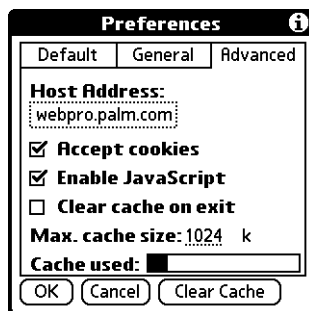 Preferences i
Default General Advanced
Host Address:
webpro.palm.com
Accept cookies
Enable JavaScript
Clear cache on exit
Max. cache size: 1024 k
Cache used:
OK Cancel Clear Cache